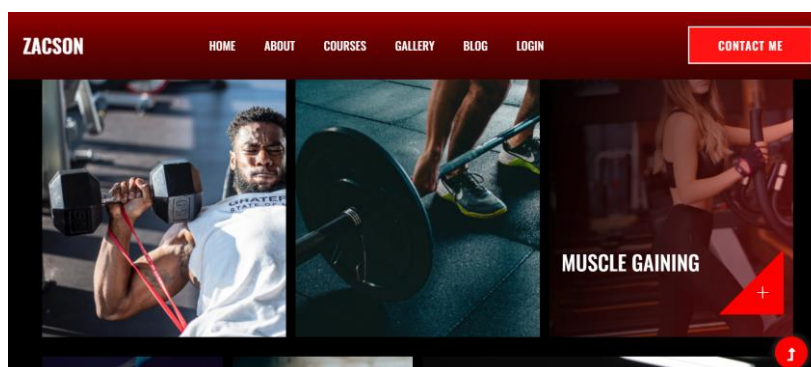 ZACSON
HOME ABOUT COURSES GALLERY BLOG LOGIN
CONTACT ME
MUSCLE GAINING
+